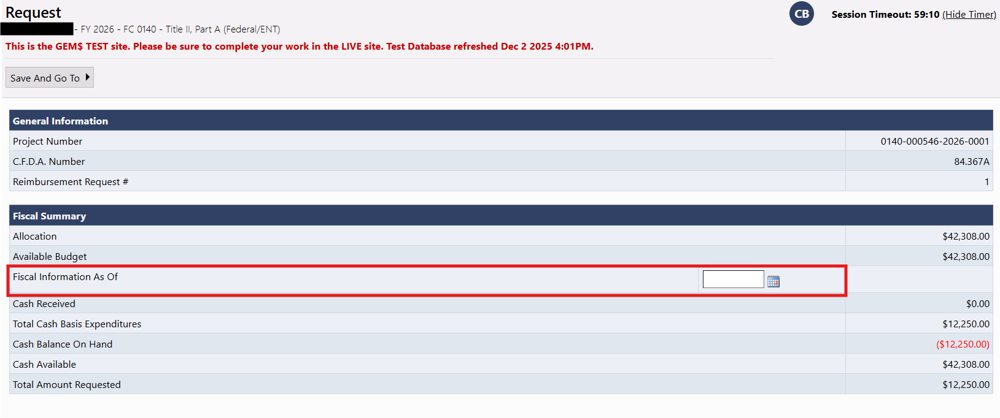 Request
CB
Session Timeout: 59:10 (Hide Timer)
- FY 2026 - FC 0140 - Title II, Part A (Federal/ENT)
This is the GEM$ TEST site. Please be sure to complete your work in the LIVE site. Test Database refreshed Dec 2 2025 4:01PM.
Save And Go To
General Information
Project Number 0140-000546-2026-0001
C.F.D.A. Number 84.367A
Reimbursement Request # 1
Fiscal Summary
Allocation $42,308.00
Available Budget $42,308.00
Fiscal Information As Of
Cash Received $0.00
Total Cash Basis Expenditures $12,250.00
Cash Balance On Hand ($12,250.00)
Cash Available $42,308.00
Total Amount Requested $12,250.00